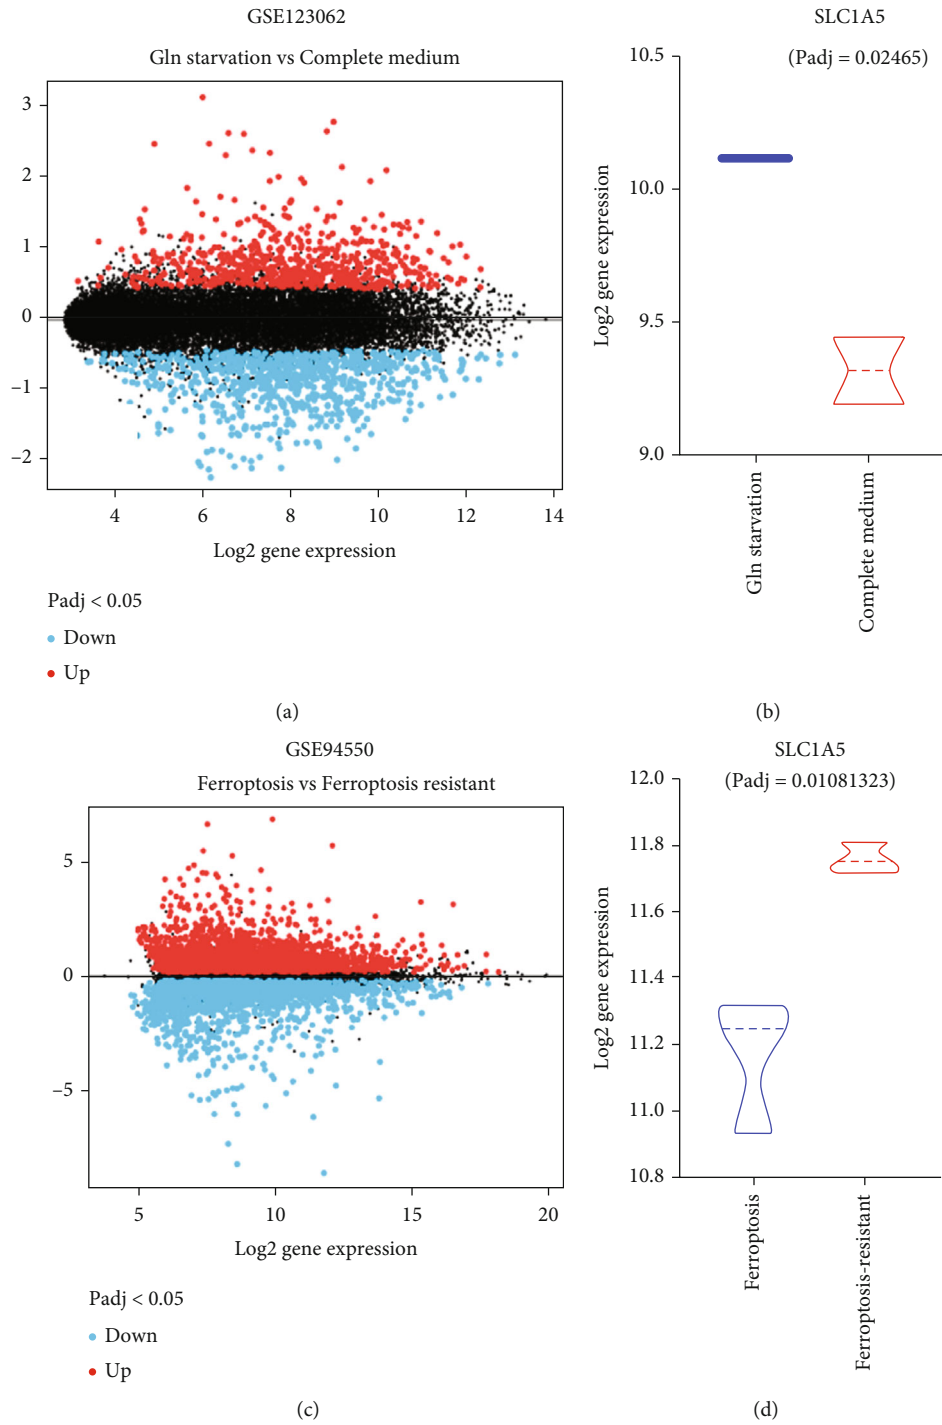 GSE123062
Gln starvation vs Complete medium
3
2
1
0
−1
−2
4
6
8
10
12
14
Log2 gene expression
Padj < 0.05
Down
Up
(a)
SLC1A5
(Padj = 0.02465)
10.5
10.0
9.5
9.0
Log2 gene expression
Gln starvation
Complete medium
(b)
GSE94550
Ferroptosis vs Ferroptosis resistant
5
0
−5
5
10
15
20
Log2 gene expression
Padj < 0.05
Down
Up
(c)
SLC1A5
(Padj = 0.01081323)
12.0
11.8
11.6
11.4
11.2
11.0
10.8
Log2 gene expression
Ferroptosis
Ferroptosis-resistant
(d)